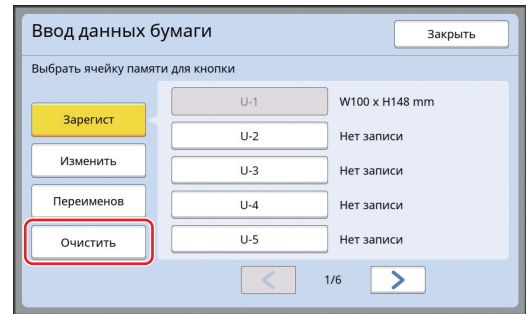 Ввод данных бумаги
Закрыть
Выбрать ячейку памяти для кнопки
Зарегист
Изменить
Переименов
Очистить
U-1 W100 x H148 mm
U-2 Нет записи
U-3 Нет записи
U-4 Нет записи
U-5 Нет записи
1/6